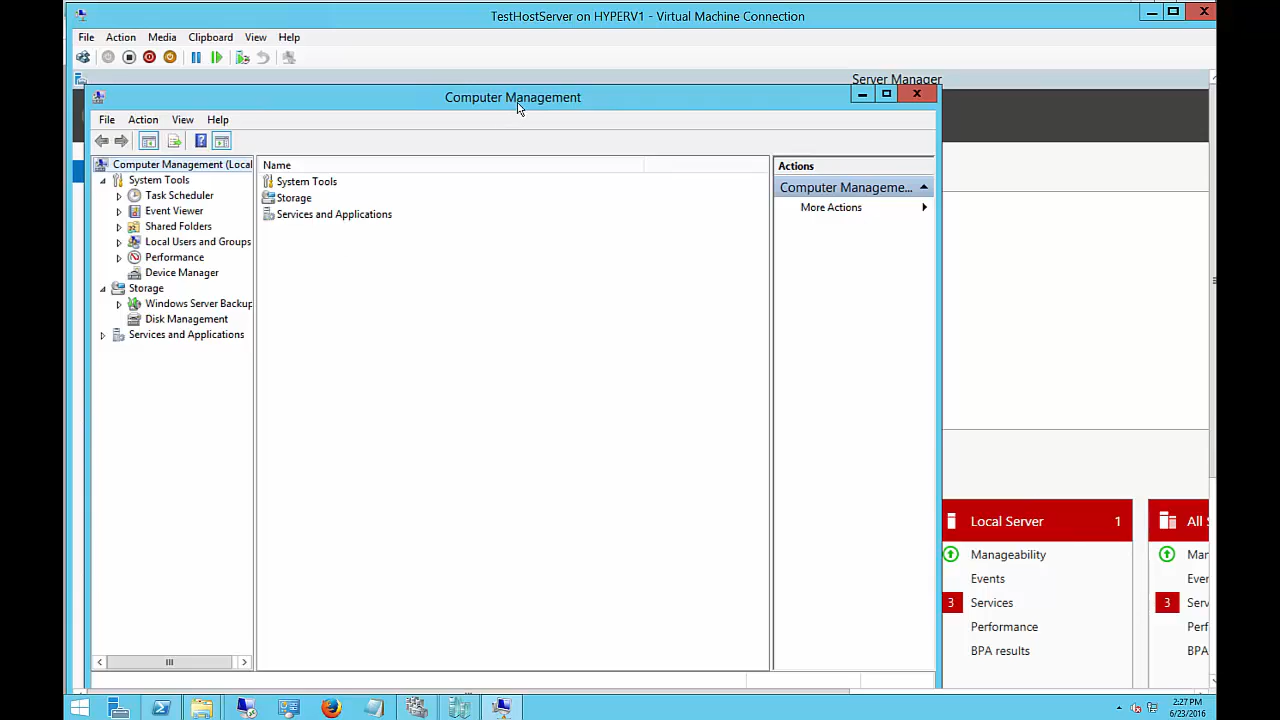 TestHostServer on HYPERV1 - Virtual Machine Connection
File Action Media Clipboard View Help
Server Manager
Computer Management
File Action View Help
Computer Management (Local
System Tools
Task Scheduler
Event Viewer
Shared Folders
Local Users and Groups
Performance
Device Manager
Storage
Windows Server Backup
Disk Management
Services and Applications
Name
System Tools
Storage
Services and Applications
Actions
Computer Manageme...
More Actions
Local Server 1
Manageability
Events
3 Services
Performance
BPA results
All
3
BPA
2:27 PM
6/23/2016